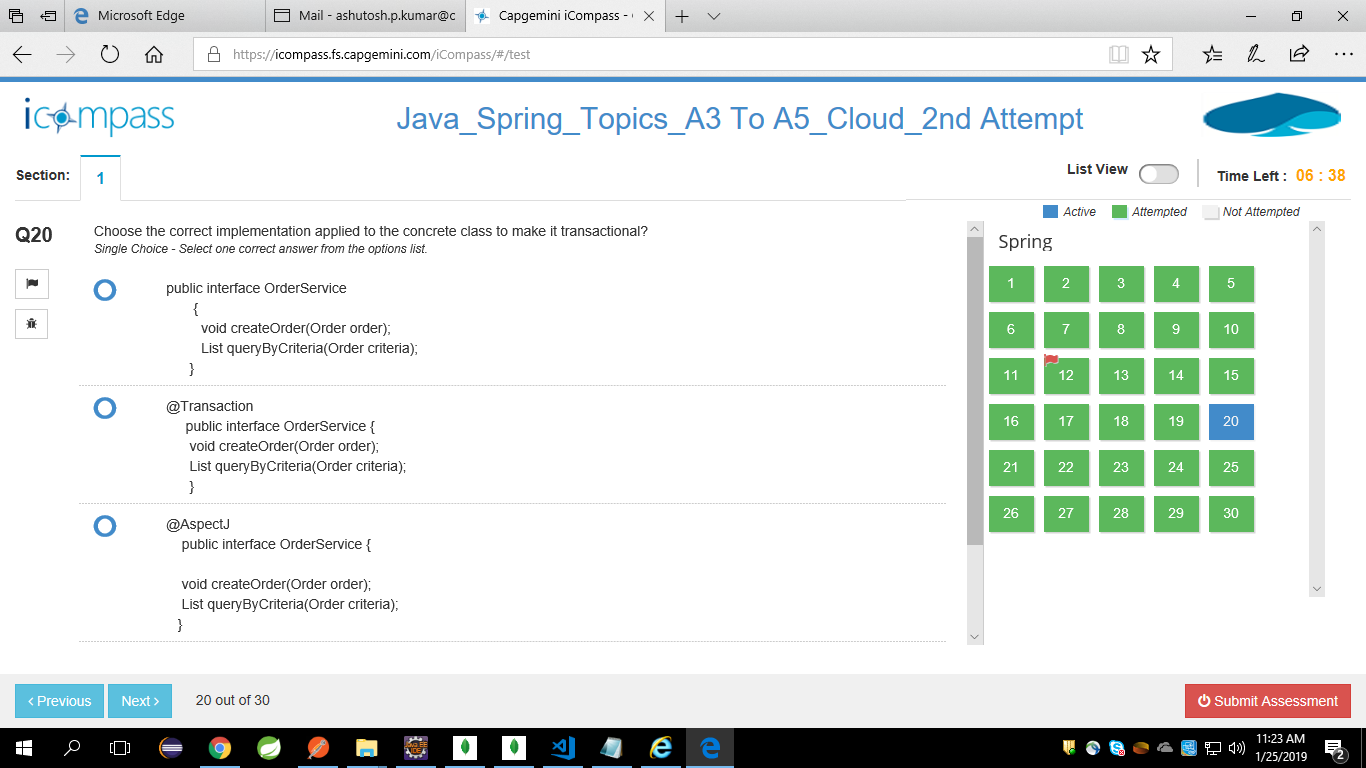 Microsoft Edge
Mail - ashutosh.p.kumar@c
Capgemini iCompass -
https://icompass.fs.capgemini.com/iCompass/#/test
icompass
Java_Spring_Topics_A3 To A5_Cloud_2nd Attempt
Section: 1
List View
Time Left : 06 : 38
Active Attempted Not Attempted
Q20
Choose the correct implementation applied to the concrete class to make it transactional?
Single Choice - Select one correct answer from the options list.
public interface OrderService
{
void createOrder(Order order);
List queryByCriteria(Order criteria);
}
@Transaction
public interface OrderService {
void createOrder(Order order);
List queryByCriteria(Order criteria);
}
@AspectJ
public interface OrderService {
void createOrder(Order order);
List queryByCriteria(Order criteria);
}
Spring
1 2 3 4 5
6 7 8 9 10
11 12 13 14 15
16 17 18 19 20
21 22 23 24 25
26 27 28 29 30
< Previous
Next >
20 out of 30
Submit Assessment
11:23 AM
1/25/2019
2